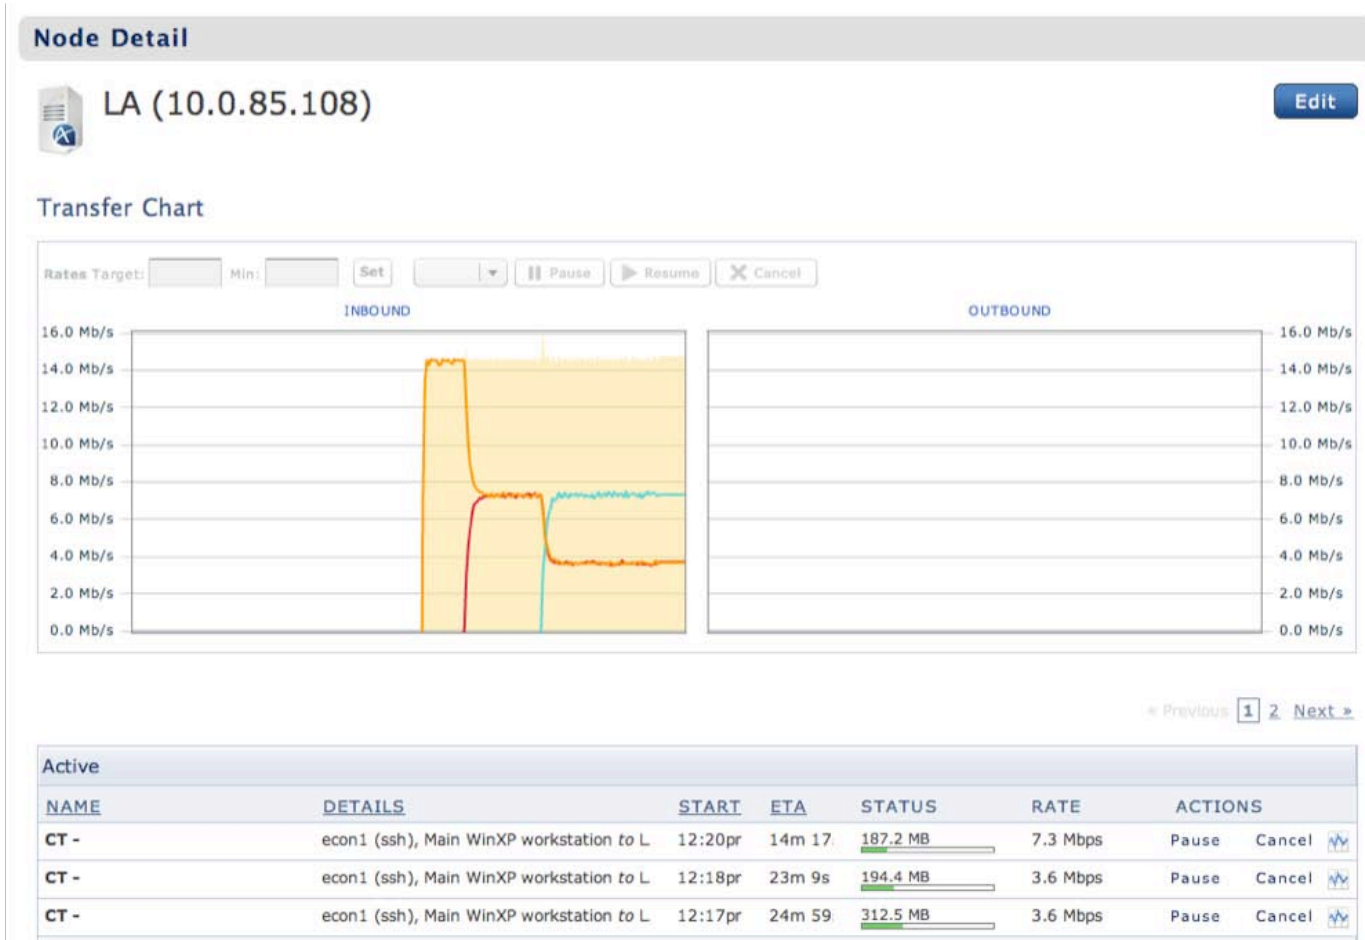 Node Detail
LA (10.0.85.108)
Edit
Transfer Chart
Rates Target: Min: Set Pause Resume Cancel
INBOUND OUTBOUND
16.0 Mb/s 16.0 Mb/s
14.0 Mb/s 14.0 Mb/s
12.0 Mb/s 12.0 Mb/s
10.0 Mb/s 10.0 Mb/s
8.0 Mb/s 8.0 Mb/s
6.0 Mb/s 6.0 Mb/s
4.0 Mb/s 4.0 Mb/s
2.0 Mb/s 2.0 Mb/s
0.0 Mb/s 0.0 Mb/s
« Previous 1 2 Next »
Active
NAME DETAILS START ETA STATUS RATE ACTIONS
CT - econ1 (ssh), Main WinXP workstation to L 12:20pr 14m 17 187.2 MB 7.3 Mbps Pause Cancel
CT - econ1 (ssh), Main WinXP workstation to L 12:18pr 23m 9s 194.4 MB 3.6 Mbps Pause Cancel
CT - econ1 (ssh), Main WinXP workstation to L 12:17pr 24m 59 312.5 MB 3.6 Mbps Pause Cancel